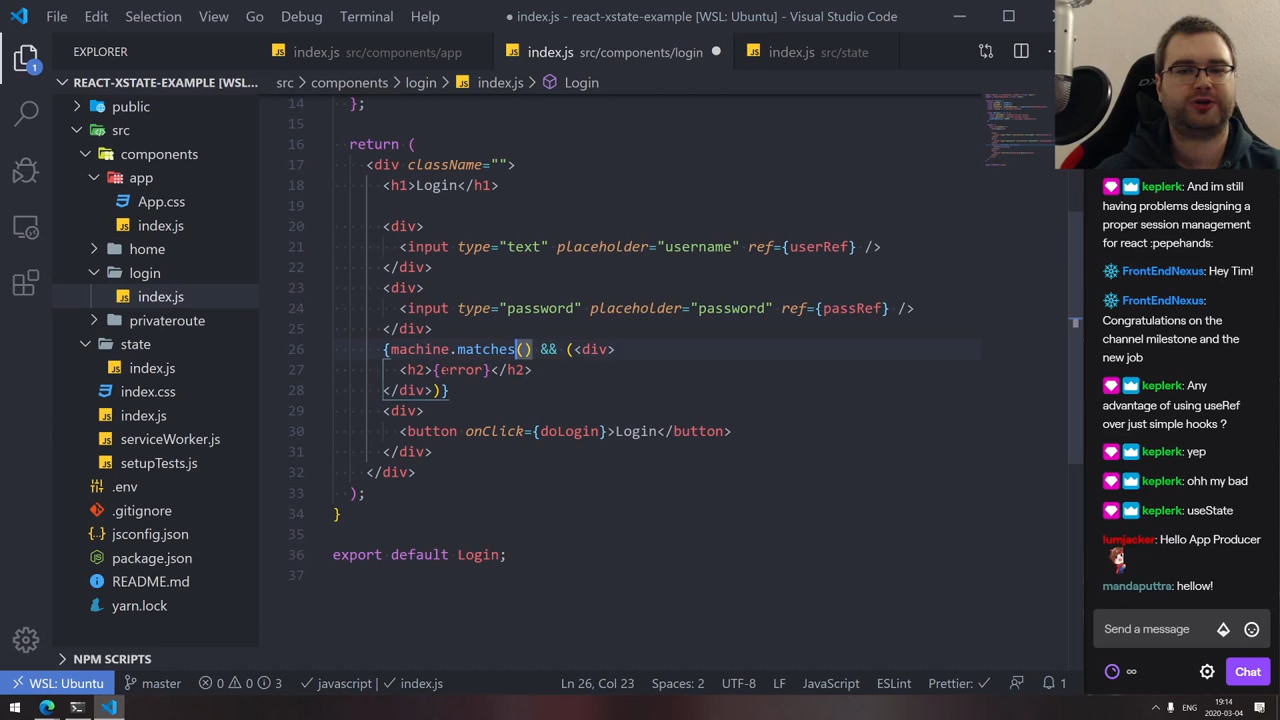 File Edit Selection View Go Debug Terminal Help
● index.js - react-xstate-example [WSL: Ubuntu] - Visual Studio Code
EXPLORER
REACT-XSTATE-EXAMPLE [WSL...
public
src
components
app
App.css
index.js
home
login
index.js
privateroute
state
index.js
index.css
index.js
serviceWorker.js
setupTests.js
.env
.gitignore
jsconfig.json
package.json
README.md
yarn.lock
NPM SCRIPTS
index.js src/components/app
index.js src/components/login
index.js src/state
src > components > login > index.js > Login
14 };
15
16 return (
17 <div className="">
18 <h1>Login</h1>
19
20 <div>
21 <input type="text" placeholder="username" ref={userRef} />
22 </div>
23 <div>
24 <input type="password" placeholder="password" ref={passRef} />
25 </div>
26 {machine.matches() && (<div>
27 <h2>{error}</h2>
28 </div>)}
29 <div>
30 <button onClick={doLogin}>Login</button>
31 </div>
32 </div>
33 );
34 }
35
36 export default Login;
37
keplerk: And im still
having problems designing a
proper session management
for react :pepehands:
FrontEndNexus: Hey Tim!
FrontEndNexus:
Congratulations on the
channel milestone and the
new job
keplerk: Any
advantage of using useRef
over just simple hooks ?
keplerk: yep
keplerk: ohh my bad
keplerk: useState
lumjacker: Hello App Producer
mandaputtra: hellow!
Send a message
∞
Chat
1
WSL: Ubuntu master 0 0 3 javascript | index.js Ln 26, Col 23 Spaces: 2 UTF-8 LF JavaScript ESLint Prettier: 1
ENG
19:14
2020-03-04